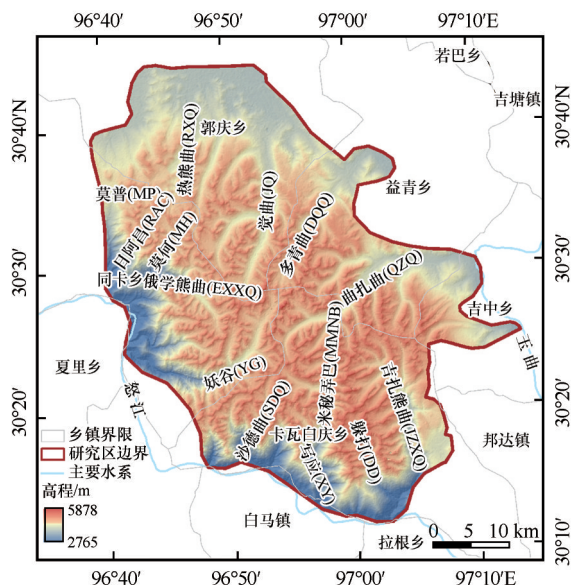 96°40′ 96°50′ 97°00′ 97°10′E
若巴乡
吉塘镇
30°40′N
郭庆乡
热熊曲(RXQ)
益青乡
莫普(MP)
觉曲(JQ)
多青曲(DQQ)
日阿昌(RAC)
莫何(MH)
30°30′
同卡乡
俄学熊曲(EXXQ)
曲扎曲(QZQ)
吉中乡
玉曲
米秘弄巴(MMNB)
夏里乡
怒江
妖谷(YG)
吉扎熊曲(JZXQ)
30°20′
沙德曲(SDQ)
卡瓦白庆乡
写应(XY)
聚打(DD)
邦达镇
乡镇界限
研究区边界
主要水系
高程/m
5878
2765
白马镇
拉根乡
0 5 10 km
30°10′
96°40′ 96°50′ 97°00′ 97°10′E
30°40′N
30°30′
30°20′